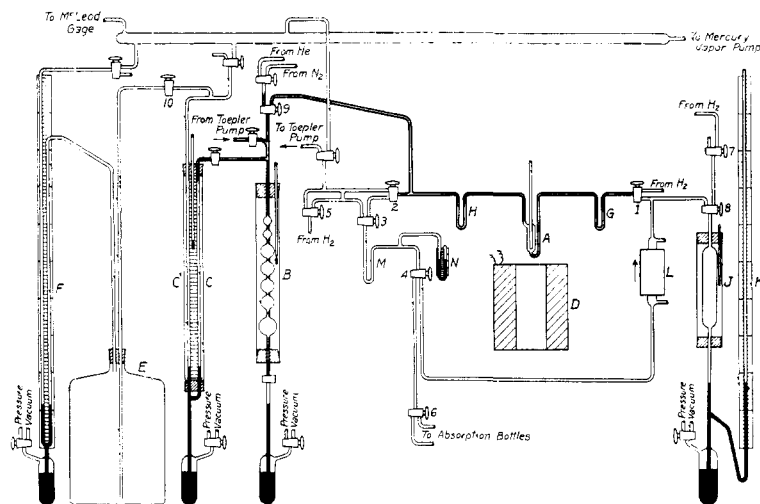 To McLeod
Gage
To Mercury
Vapor Pump
From He
From N2
10
9
From Toepler
Pump
To Toepler
Pump
From H2
7
From H2
1
8
2
5
3
From H2
H
A
G
M
N
4
L
J
K
F
C'
C
B
D
E
Pressure
Vacuum
Pressure
Vacuum
Pressure
Vacuum
Pressure
Vacuum
6
To Absorption Bottles